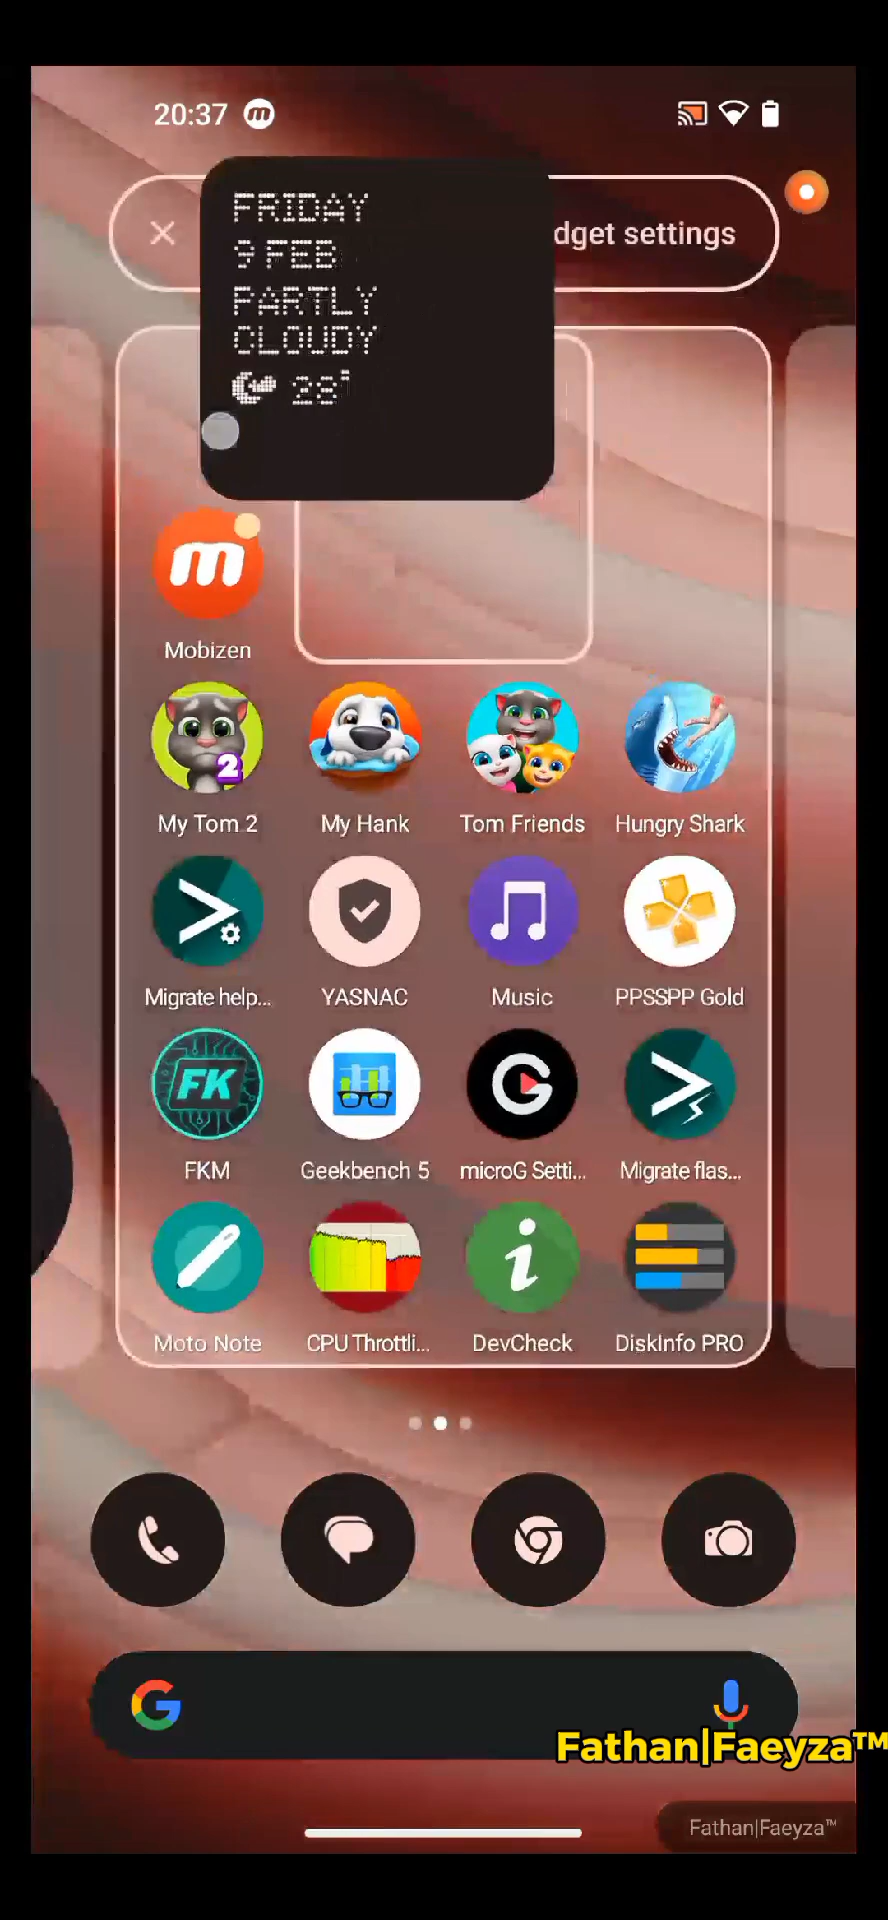 20:37
FRIDAY
9 FEB
PARTLY
CLOUDY
28°
dget settings
Mobizen
My Tom 2
My Hank
Tom Friends
Hungry Shark
Migrate help...
YASNAC
Music
PPSSPP Gold
FK
FKM
Geekbench 5
microG Setti...
Migrate flas...
Moto Note
CPU Throttli...
DevCheck
DiskInfo PRO
Fathan|Faeyza™
Fathan|Faeyza™